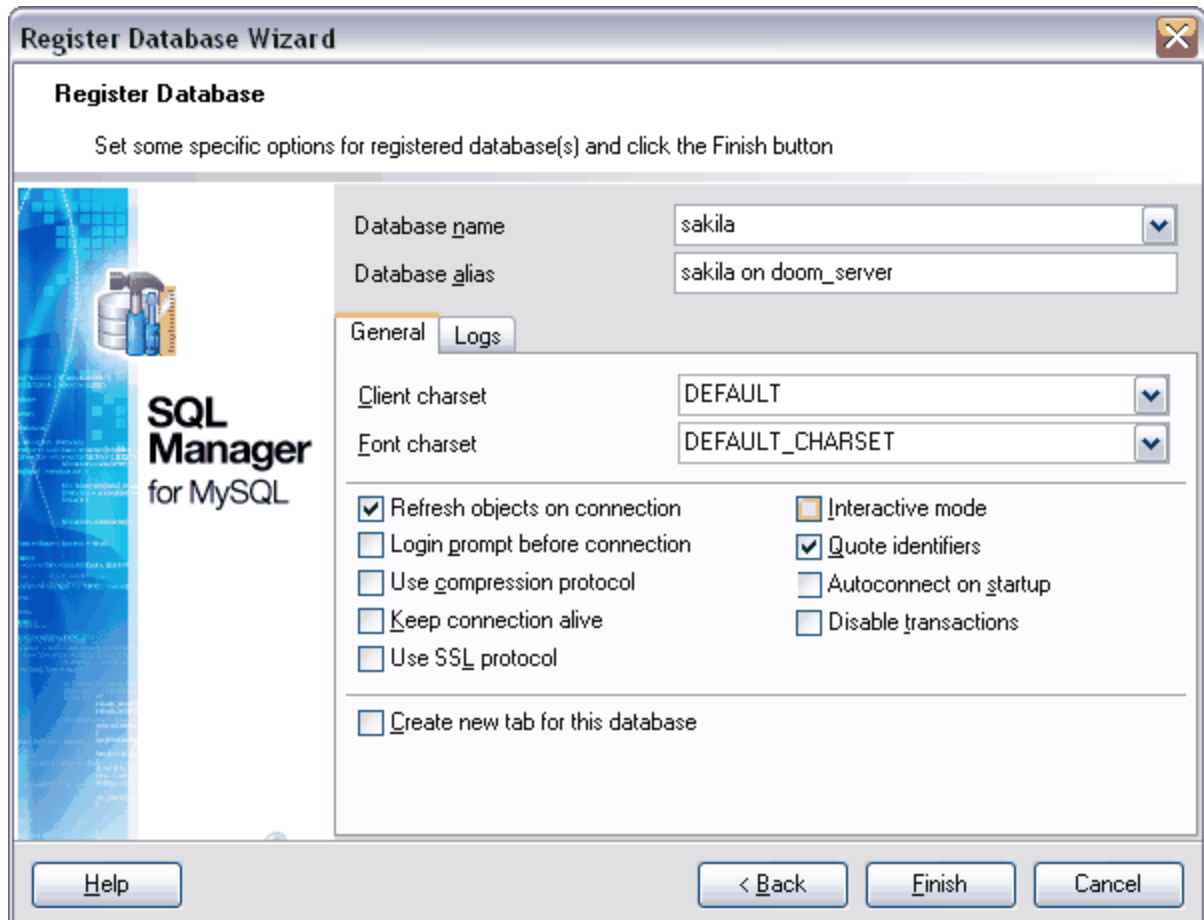 Register Database Wizard
Register Database
Set some specific options for registered database(s) and click the Finish button
Database name
sakila
Database alias
sakila on doom_server
General
Logs
SQL
Manager
for MySQL
Client charset
DEFAULT
Font charset
DEFAULT_CHARSET
Refresh objects on connection
Interactive mode
Login prompt before connection
Quote identifiers
Use compression protocol
Autoconnect on startup
Keep connection alive
Disable transactions
Use SSL protocol
Create new tab for this database
Help
< Back
Finish
Cancel